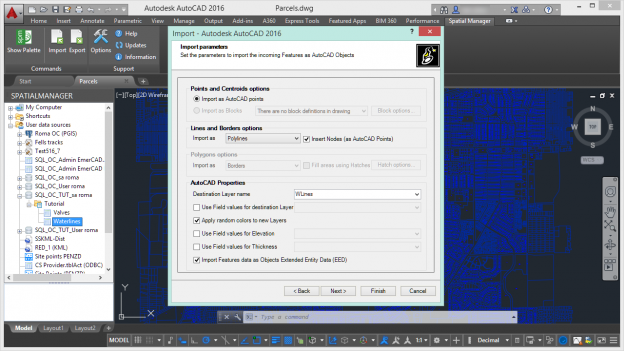 Autodesk AutoCAD 2016
Parcels.dwg
Home
Insert
Annotate
Parametric
View
Manage
Output
Add-ins
A360
Express Tools
Featured Apps
BIM 360
Performance
Spatial Manager
Show Palette
Import
Export
Options
Help
Updates
Information
Commands
Support
Start
Parcels
SPATIALMANAGER
My Computer
Shortcuts
User data sources
Roma OC (PGIS)
Fells tracks
Test516_7
SQL_OC_Admin EmerCAD
SQL_OC_Admin EmerCAD_
SQL_OC_sa roma
SQL_OC_User roma
SQL_OC_TUT_sa roma
Tutorial
Valves
Waterlines
SQL_OC_TUT_User roma
SSKML-Dist
RED_1 (KML)
Site points PENZD
CS Provider.tblAct (ODBC)
[−][Top][2D Wirefram
Import - Autodesk AutoCAD 2016
Import parameters
Set the parameters to import the incoming Features as AutoCAD Objects
Points and Centroids options
Import as AutoCAD points
Import as Blocks
There are no block definitions in drawing
Block options...
Lines and Borders options
Import as
Polylines
Insert Nodes (as AutoCAD Points)
Polygons options
Import as
Borders
Fill areas using Hatches
Hatch options...
AutoCAD Properties
Destination Layer name
WLines
Use Field values for destination Layer
Apply random colors to new Layers
Use Field values for Elevation
Use Field values for Thickness
Import Features data as Objects Extended Entity Data (EED)
< Back
Next >
Finish
Cancel
N
W
TOP
E
S
WCS
Y
X
Type a command
Model
Layout1
Layout2
+
MODEL
1:1
Decimal